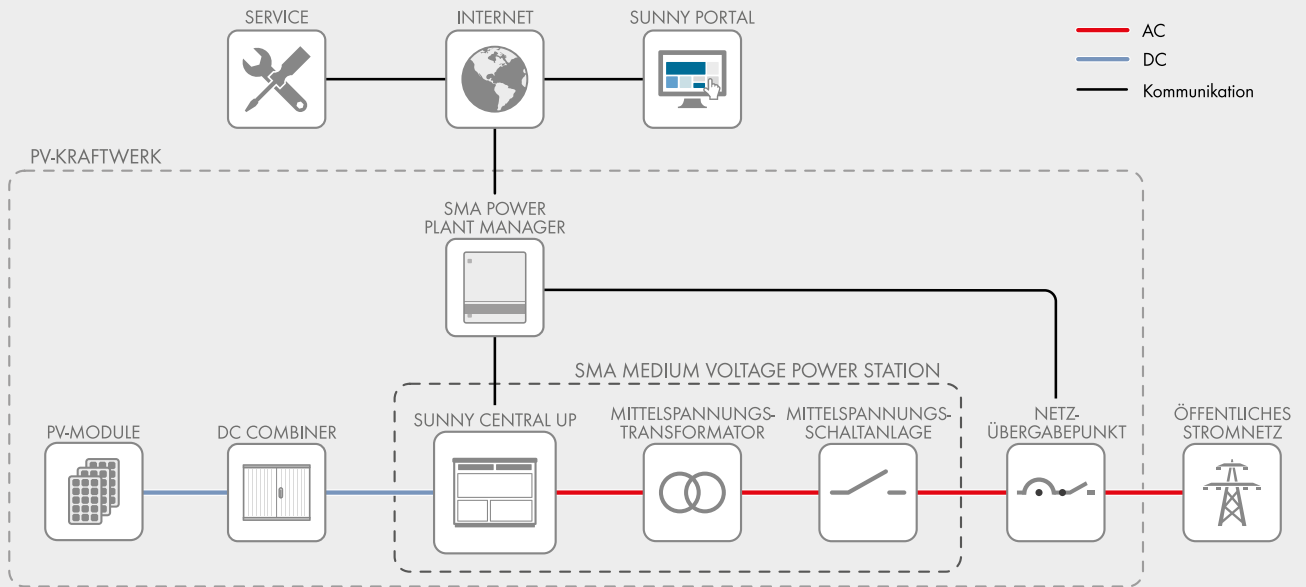 SERVICE
INTERNET
SUNNY PORTAL
AC
DC
Kommunikation
PV-KRAFTWERK
SMA POWER
PLANT MANAGER
SMA MEDIUM VOLTAGE POWER STATION
PV-MODULE
DC COMBINER
SUNNY CENTRAL UP
MITTELSPANNUNGS-
TRANSFORMATOR
MITTELSPANNUNGS-
SCHALTANLAGE
NETZ-
ÜBERGABEPUNKT
ÖFFENTLICHES
STROMNETZ